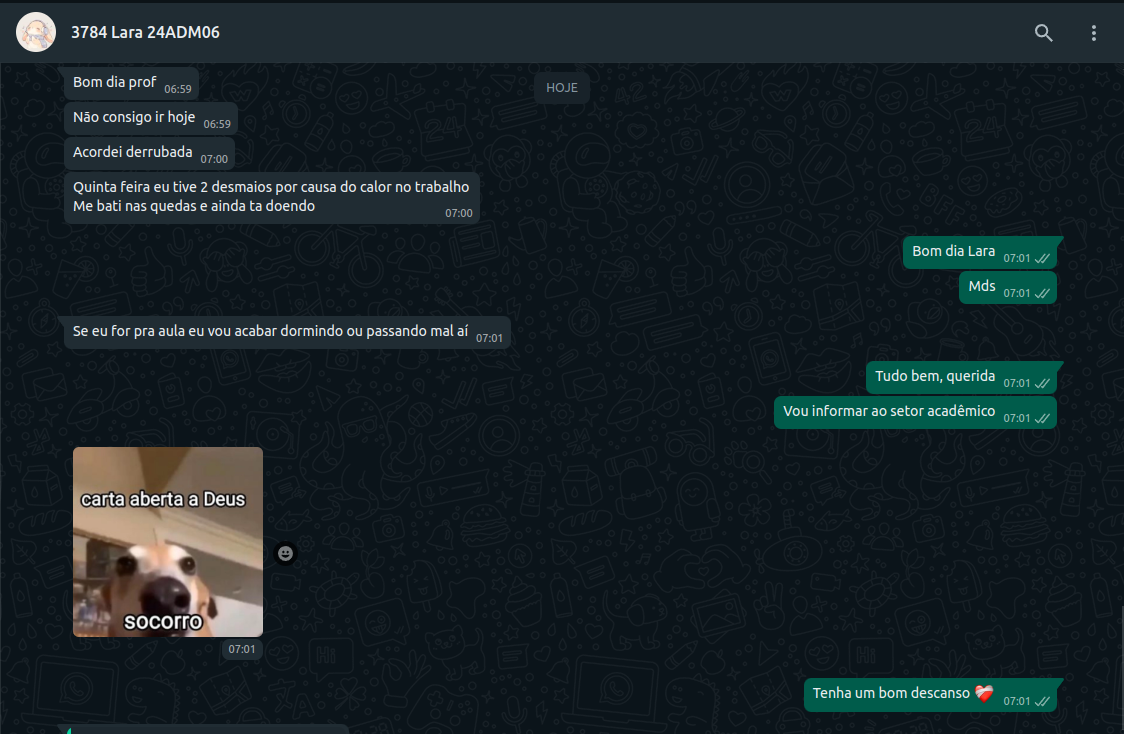 3784 Lara 24ADM06
HOJE
Bom dia prof 06:59
Não consigo ir hoje 06:59
Acordei derrubada 07:00
Quinta feira eu tive 2 desmaios por causa do calor no trabalho
Me bati nas quedas e ainda ta doendo 07:00
Bom dia Lara 07:01
Mds 07:01
Se eu for pra aula eu vou acabar dormindo ou passando mal aí 07:01
Tudo bem, querida 07:01
Vou informar ao setor acadêmico 07:01
carta aberta a Deus
socorro
07:01
Tenha um bom descanso ❤️‍🩹 07:01